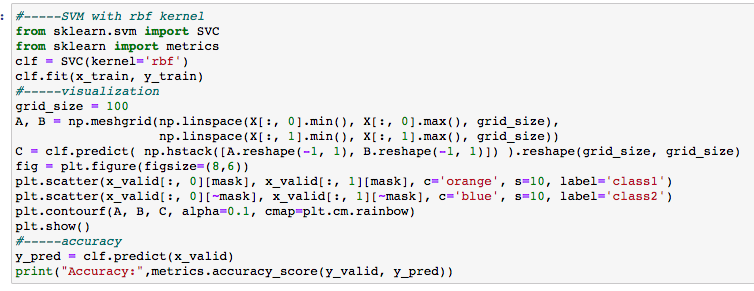 :
#-----SVM with rbf kernel
from sklearn.svm import SVC
from sklearn import metrics
clf = SVC(kernel='rbf')
clf.fit(x_train, y_train)
#-----visualization
grid_size = 100
A, B = np.meshgrid(np.linspace(X[:, 0].min(), X[:, 0].max(), grid_size),
                   np.linspace(X[:, 1].min(), X[:, 1].max(), grid_size))
C = clf.predict( np.hstack([A.reshape(-1, 1), B.reshape(-1, 1)]) ).reshape(grid_size, grid_size)
fig = plt.figure(figsize=(8,6))
plt.scatter(x_valid[:, 0][mask], x_valid[:, 1][mask], c='orange', s=10, label='class1')
plt.scatter(x_valid[:, 0][~mask], x_valid[:, 1][~mask], c='blue', s=10, label='class2')
plt.contourf(A, B, C, alpha=0.1, cmap=plt.cm.rainbow)
plt.show()
#-----accuracy
y_pred = clf.predict(x_valid)
print("Accuracy:",metrics.accuracy_score(y_valid, y_pred))